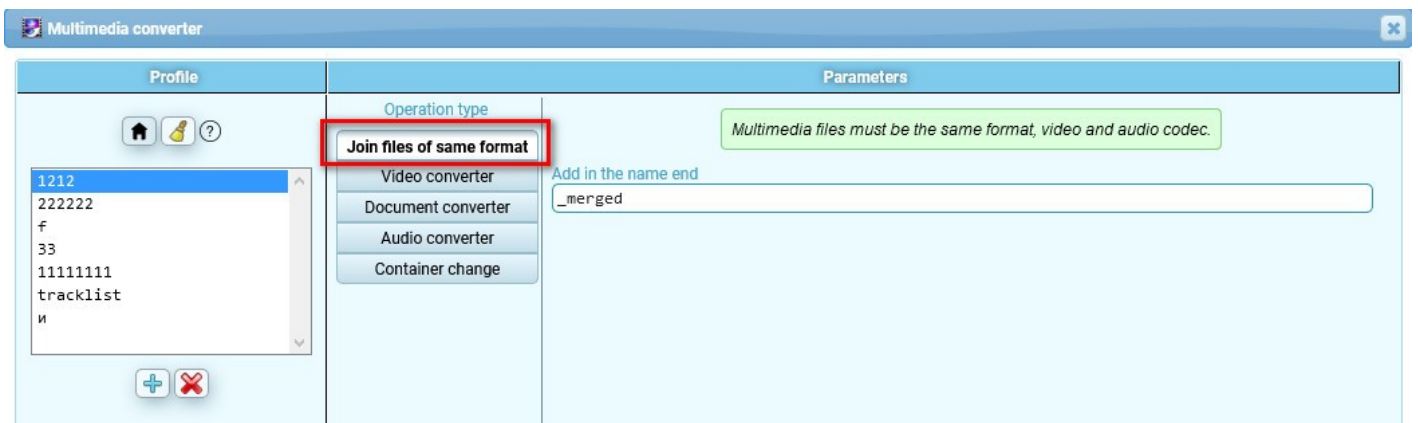 Multimedia converter
Profile
Parameters
?
1212
222222
f
33
11111111
tracklist
и
Operation type
Join files of same format
Video converter
Document converter
Audio converter
Container change
Multimedia files must be the same format, video and audio codec.
Add in the name end
_merged